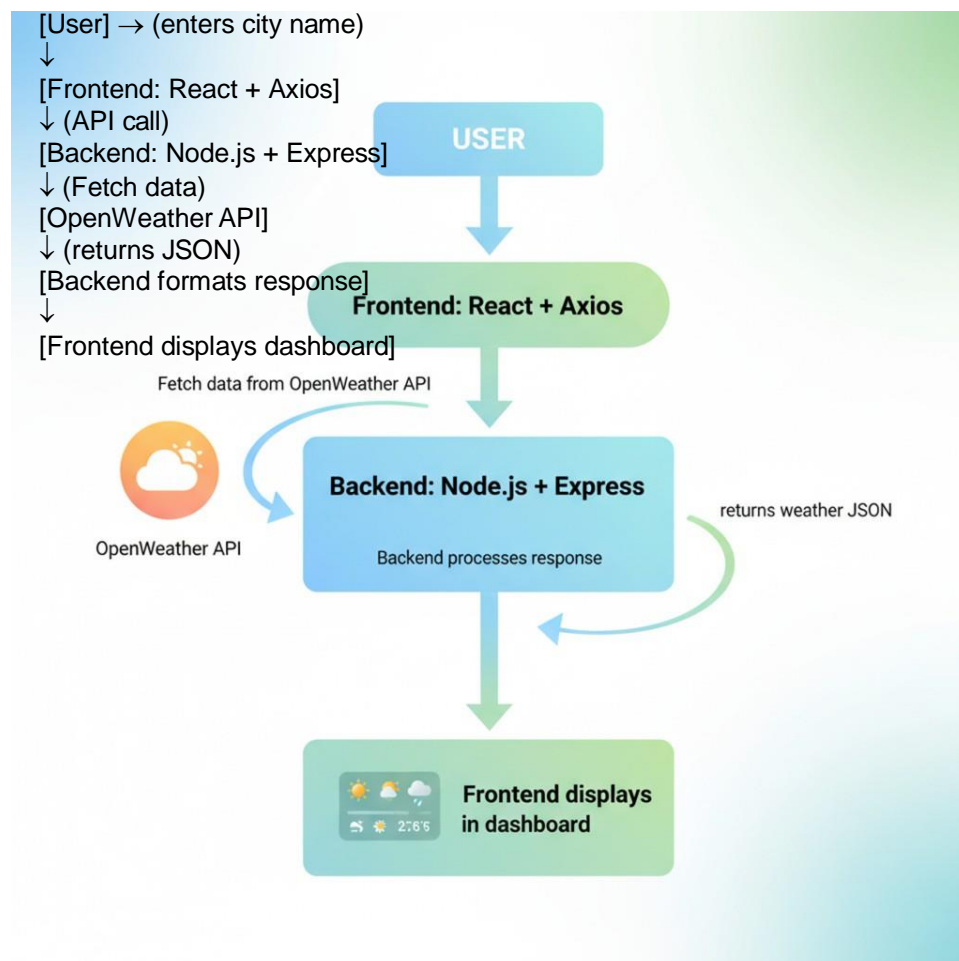 [User] → (enters city name)
↓
[Frontend: React + Axios]
↓ (API call)
[Backend: Node.js + Express]
↓ (Fetch data)
[OpenWeather API]
↓ (returns JSON)
[Backend formats response]
↓
[Frontend displays dashboard]
USER
Frontend: React + Axios
Fetch data from OpenWeather API
OpenWeather API
Backend: Node.js + Express
Backend processes response
returns weather JSON
Frontend displays
in dashboard